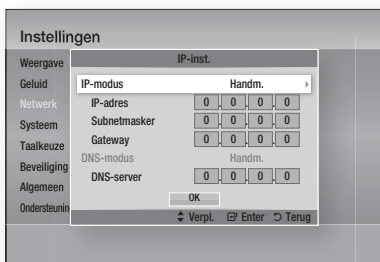 Instellingen
Weergave
Geluid
Netwerk
Systeem
Taalkeuze
Beveiliging
Algemeen
Ondersteunin
IP-inst.
IP-modus Handm.
IP-adres 0 . 0 . 0 . 0
Subnetmasker 0 . 0 . 0 . 0
Gateway 0 . 0 . 0 . 0
DNS-modus Handm.
DNS-server 0 . 0 . 0 . 0
OK
Verpl. Enter Terug